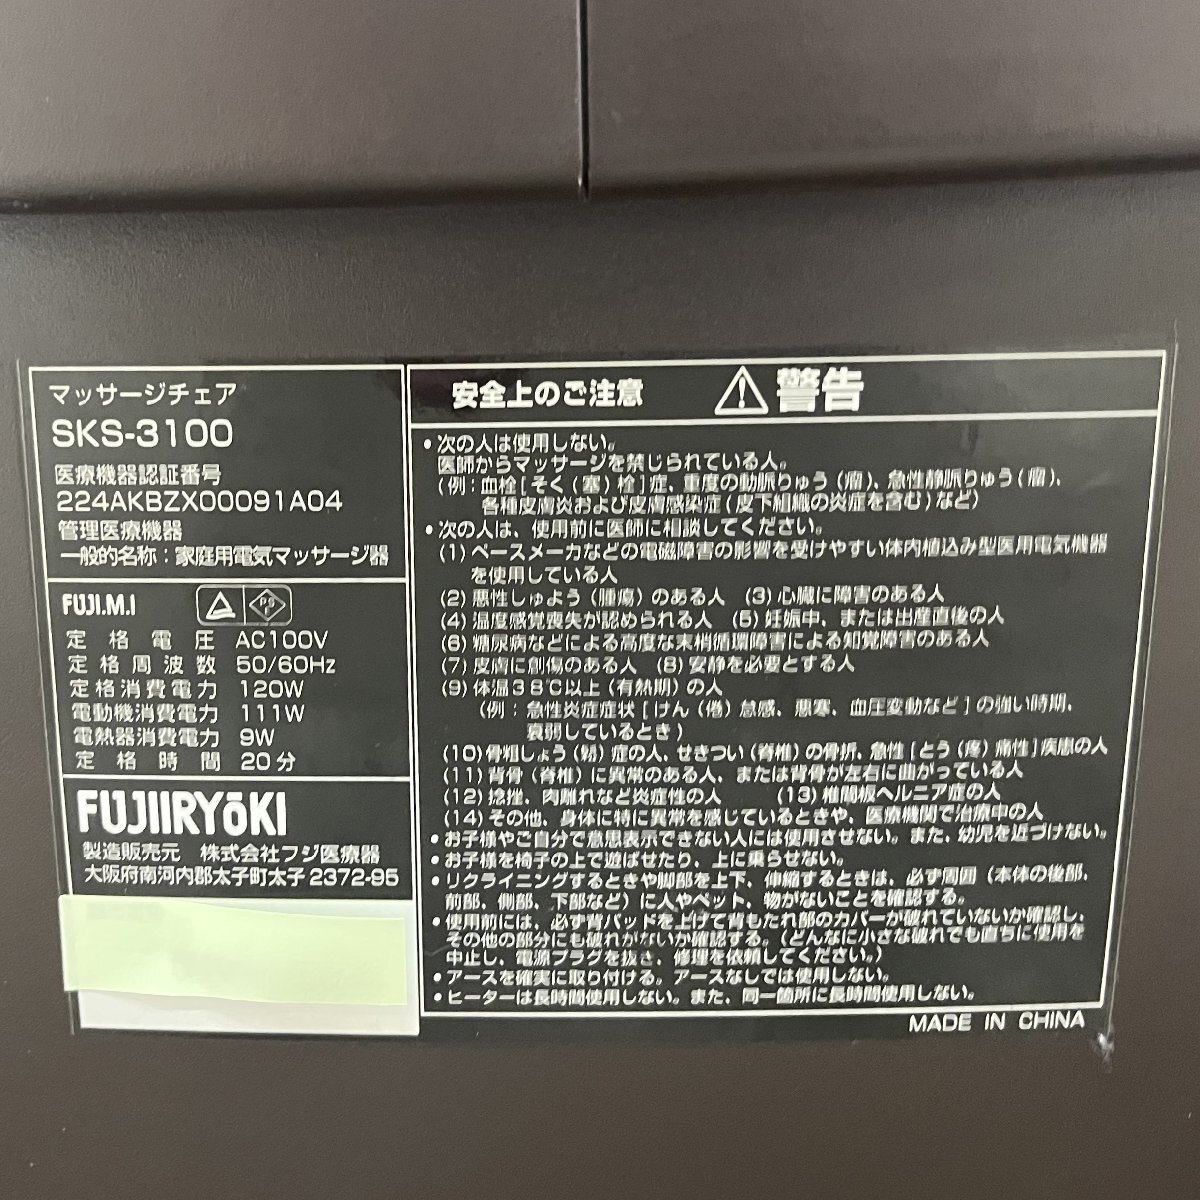 マッサージチェア
SKS-3100
医療機器認証番号
224AKBZX00091A04
管理医療機器
一般的名称：家庭用電気マッサージ器
FUJI.M.I
PS
定格電圧 AC100V
定格周波数 50/60Hz
定格消費電力 120W
電動機消費電力 111W
電熱器消費電力 9W
定格時間 20分
FUJIIRYōKI
製造販売元 株式会社フジ医療器
大阪府南河内郡太子町太子2372-95
安全上のご注意 警告
•次の人は使用しない。
医師からマッサージを禁じられている人。
(例：血栓[そく（塞）栓]症、重度の動脈りゅう（瘤）、急性静脈りゅう(瘤)、
各種皮膚炎および皮膚感染症(皮下組織の炎症を含む)など)
•次の人は、使用前に医師に相談してください。
(1)ペースメーカなどの電磁障害の影響を受けやすい体内植込み型医用電気機器
を使用している人
(2)悪性しゅよう（腫瘍）のある人 (3)心臓に障害のある人
(4)温度感覚喪失が認められる人 (5)妊娠中、または出産直後の人
(6)糖尿病などによる高度な末梢循環障害による知覚障害のある人
(7)皮膚に創傷のある人 (8)安静を必要とする人
(9)体温38℃以上（有熱期）の人
（例：急性炎症症状[けん（倦）怠感、悪寒、血圧変動など]の強い時期、
衰弱しているとき)
(10)骨粗しょう（鬆）症の人、せきつい（脊椎）の骨折、急性[とう（疼）痛性]疾患の人
(11)背骨（脊椎）に異常のある人、または背骨が左右に曲がっている人
(12)捻挫、肉離れなど炎症性の人 (13)椎間板ヘルニア症の人
(14)その他、身体に特に異常を感じているときや、医療機関で治療中の人
•お子様やご自分で意思表示できない人には使用させない。また、幼児を近づけない。
•お子様を椅子の上で遊ばせたり、上に乗らせない。
•リクライニングするときや脚部を上下、伸縮するときは、必ず周囲（本体の後部、
前部、側部、下部など）に人やペット、物がないことを確認する。
•使用前には、必ず背パッドを上げて背もたれ部のカバーが破れていないか確認し、
その他の部分にも破れがないか確認する。（どんなに小さな破れでも直ちに使用を
中止し、電源プラグを抜き、修理を依頼してください。）
•アースを確実に取り付ける。アースなしでは使用しない。
•ヒーターは長時間使用しない。また、同一箇所に長時間使用しない。
MADE IN CHINA